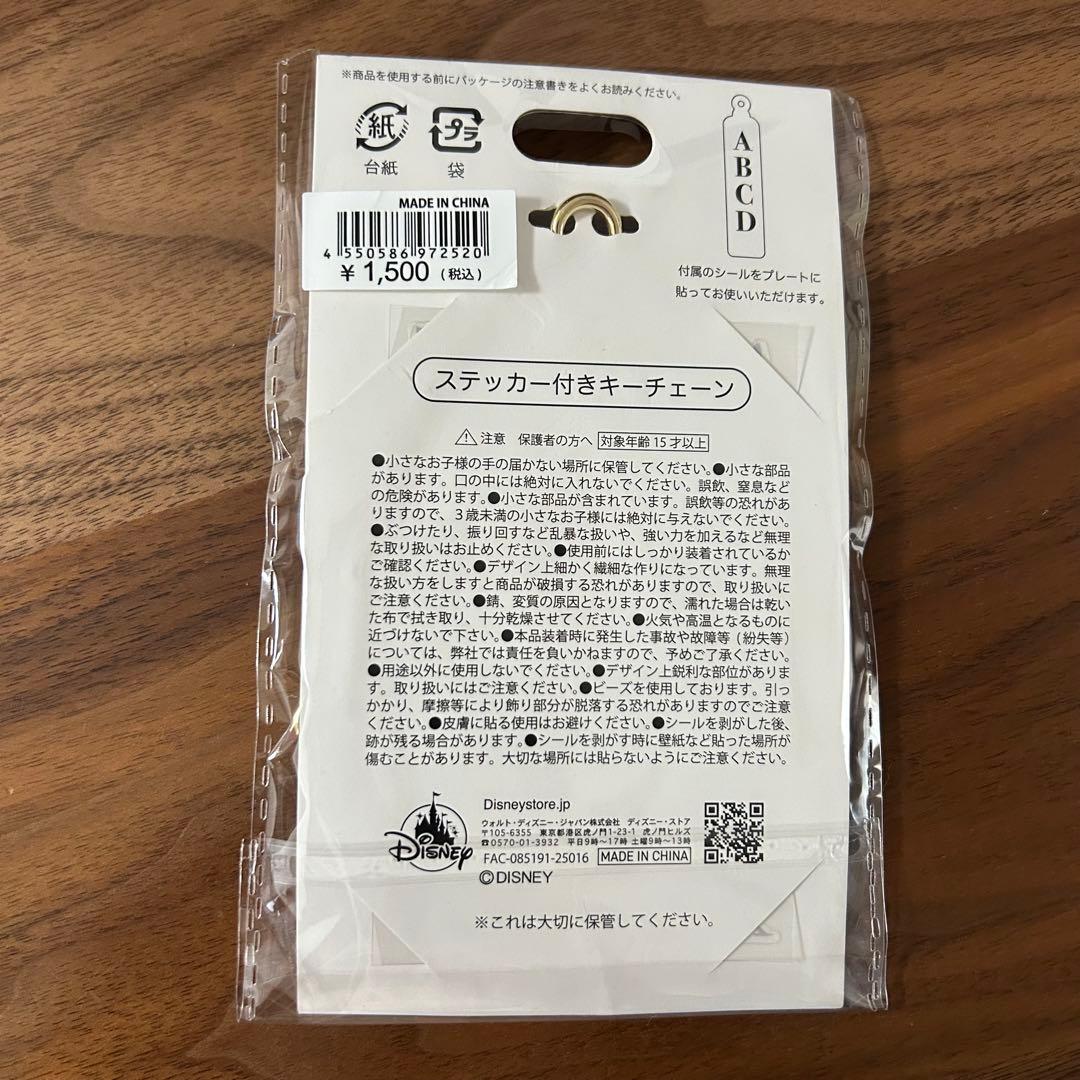 ※商品を使用する前にパッケージの注意書きをよくお読みください。
紙
台紙
プラ
袋
A
B
C
D
付属のシールをプレートに
貼ってお使いいただけます。
MADE IN CHINA
4 550586 972520
¥ 1,500 (税込)
ステッカー付きキーチェーン
⚠ 注意 保護者の方へ 対象年齢15才以上
●小さなお子様の手の届かない場所に保管してください。●小さな部品
があります。口の中には絶対に入れないでください。誤飲、窒息など
の危険があります。●小さな部品が含まれています。誤飲等の恐れがあ
りますので、3歳未満の小さなお子様には絶対に与えないでください。
●ぶつけたり、振り回すなど乱暴な扱いや、強い力を加えるなど無理
な取り扱いはお止めください。●使用前にはしっかり装着されているか
ご確認ください。●デザイン上細かく繊細な作りになっています。無理
な扱い方をしますと商品が破損する恐れがありますので、取り扱いに
ご注意ください。●錆、変質の原因となりますので、濡れた場合は乾い
た布で拭き取り、十分乾燥させてください。●火気や高温となるものに
近づけないで下さい。●本品装着時に発生した事故や故障等（紛失等）
については、弊社では責任を負いかねますので、予めご了承ください。
●用途以外に使用しないでください。●デザイン上鋭利な部位がありま
す。取り扱いにはご注意ください。●ビーズを使用しております。引っ
かかり、摩擦等により飾り部分が脱落する恐れがありますのでご注意
ください。●皮膚に貼る使用はお避けください。●シールを剥がした後、
跡が残る場合があります。●シールを剥がす時に壁紙など貼った場所が
傷むことがあります。大切な場所には貼らないようにご注意ください。
Disney
Disneystore.jp
ウォルト・ディズニー・ジャパン株式会社 ディズニー・ストア
〒105-6355 東京都港区虎ノ門1-23-1 虎ノ門ヒルズ
☎0570-01-3932 平日9時～17時 土曜9時～13時
FAC-085191-25016 MADE IN CHINA
©DISNEY
※これは大切に保管してください。